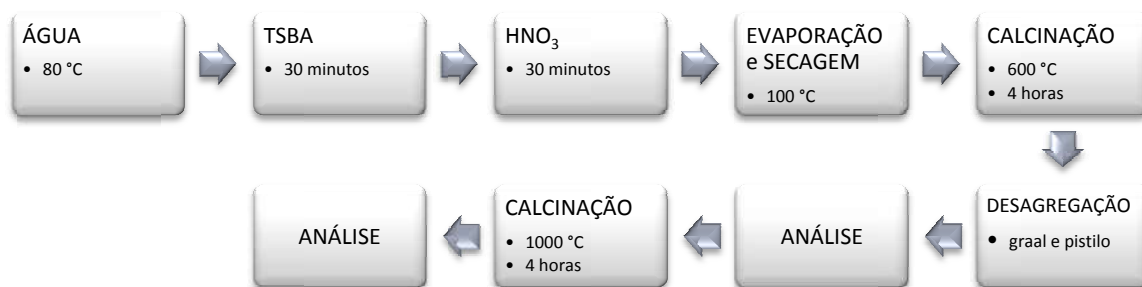 ÁGUA
• 80 °C
TSBA
• 30 minutos
HNO₃
• 30 minutos
EVAPORAÇÃO
e SECAGEM
• 100 °C
CALCINAÇÃO
• 600 °C
• 4 horas
DESAGREGAÇÃO
• graal e pistilo
ANÁLISE
CALCINAÇÃO
• 1000 °C
• 4 horas
ANÁLISE